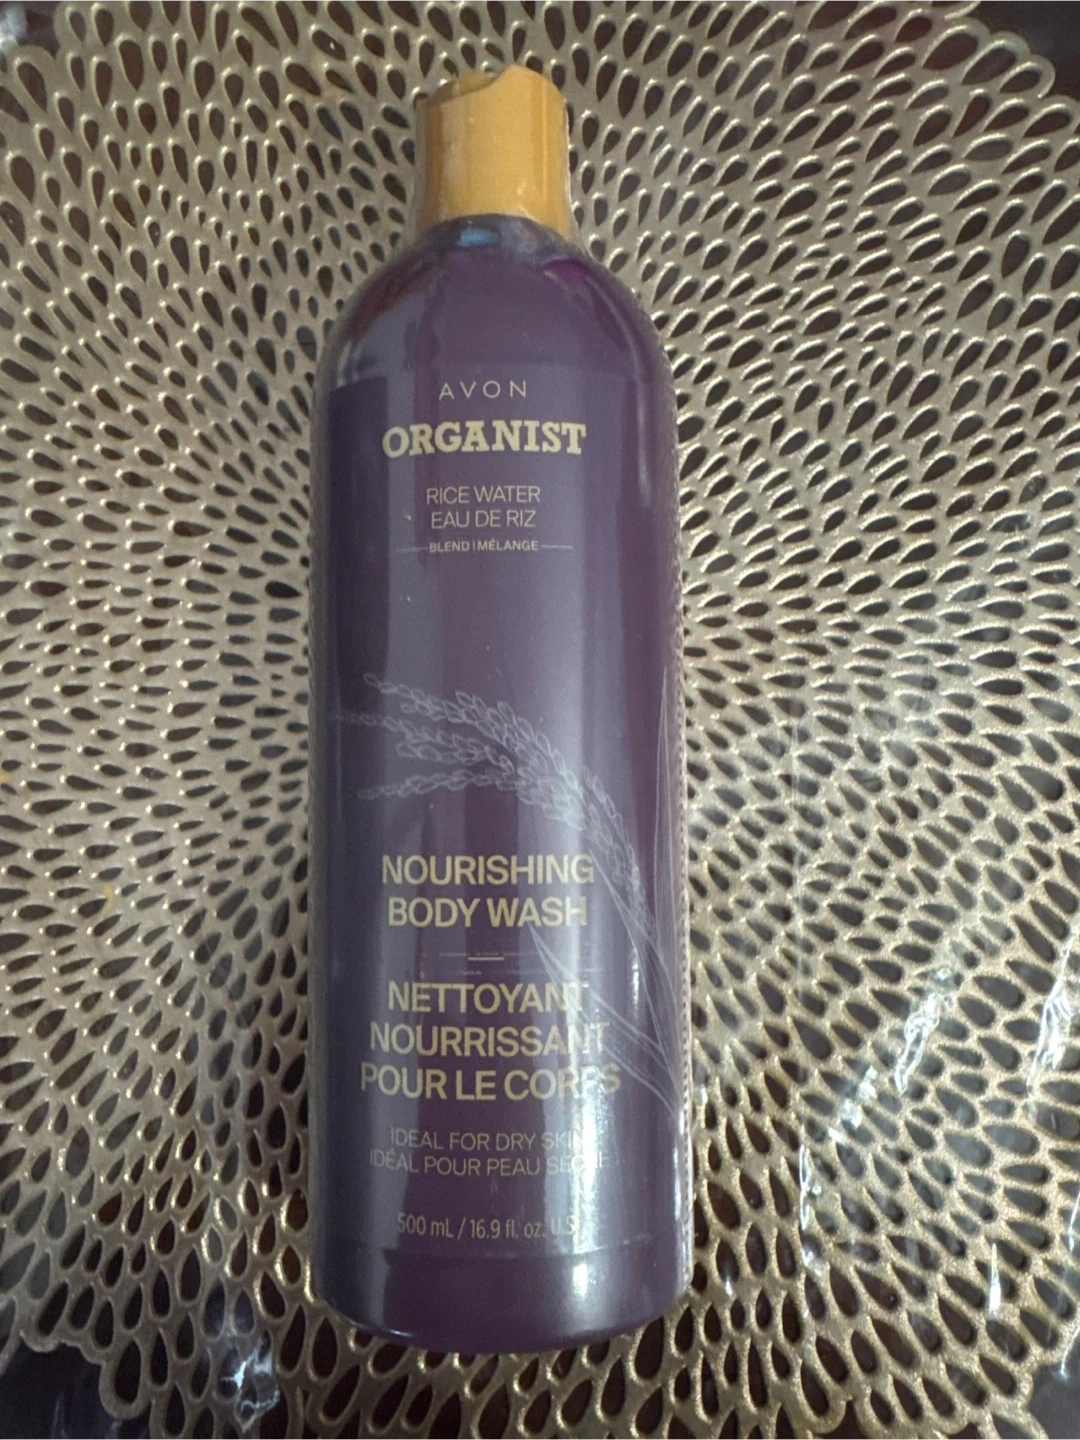 AVON
ORGANIST
RICE WATER
EAU DE RIZ
BLEND | MÉLANGE
NOURISHING
BODY WASH
NETTOYANT
NOURRISSANT
POUR LE CORPS
IDEAL FOR DRY SKIN
IDÉAL POUR PEAU SÈCHE
500 mL / 16.9 fl. oz. U.S.